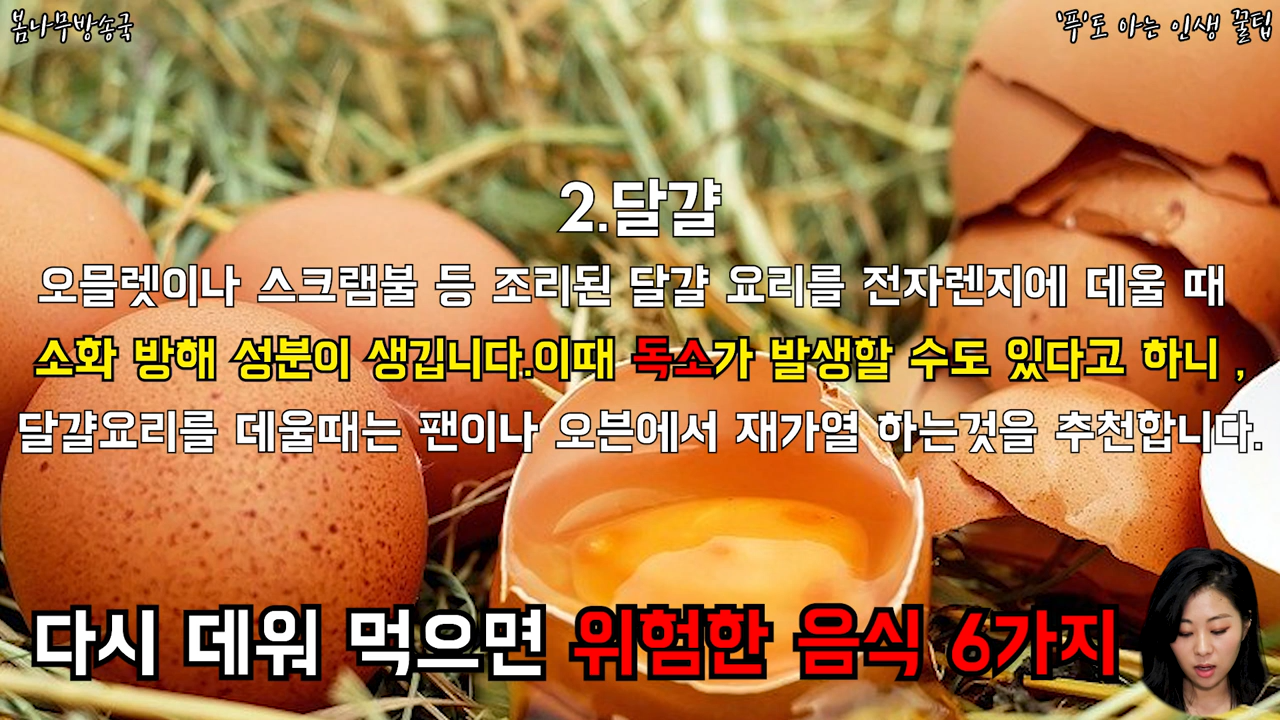 봄나무방송국
'푸'도 아는 인생 꿀팁
2.달걀
오믈렛이나 스크램불 등 조리된 달걀 요리를 전자렌지에 데울 때
소화 방해 성분이 생깁니다.이때 독소가 발생할 수도 있다고 하니 ,
달걀요리를 데울때는 팬이나 오븐에서 재가열 하는것을 추천합니다.
다시 데워 먹으면 위험한 음식 6가지